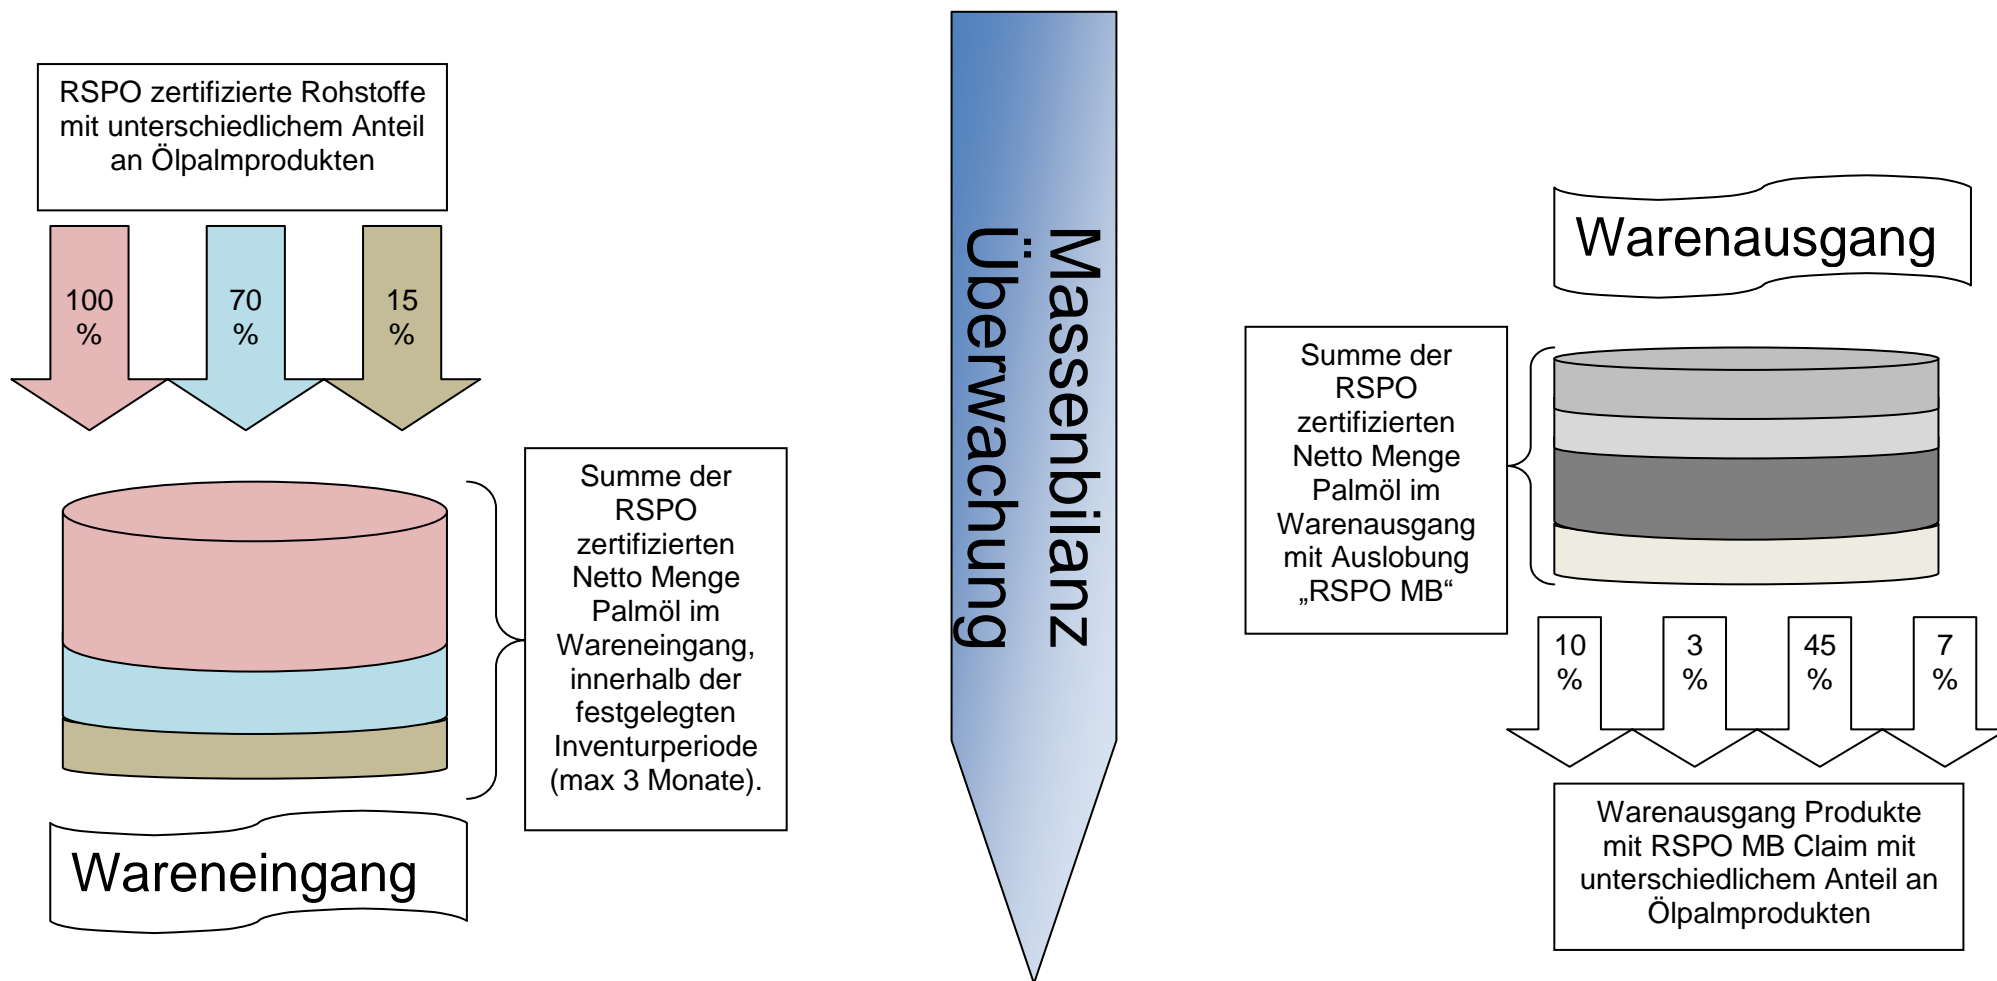 RSPO zertifizierte Rohstoffe
mit unterschiedlichem Anteil
an Ölpalmprodukten
100
%
70
%
15
%
Summe der
RSPO
zertifizierten
Netto Menge
Palmöl im
Wareneingang,
innerhalb der
festgelegten
Inventurperiode
(max 3 Monate).
Wareneingang
Massenbilanz
Überwachung
Warenausgang
Summe der
RSPO
zertifizierten
Netto Menge
Palmöl im
Warenausgang
mit Auslobung
„RSPO MB“
10
%
3
%
45
%
7
%
Warenausgang Produkte
mit RSPO MB Claim mit
unterschiedlichem Anteil an
Ölpalmprodukten